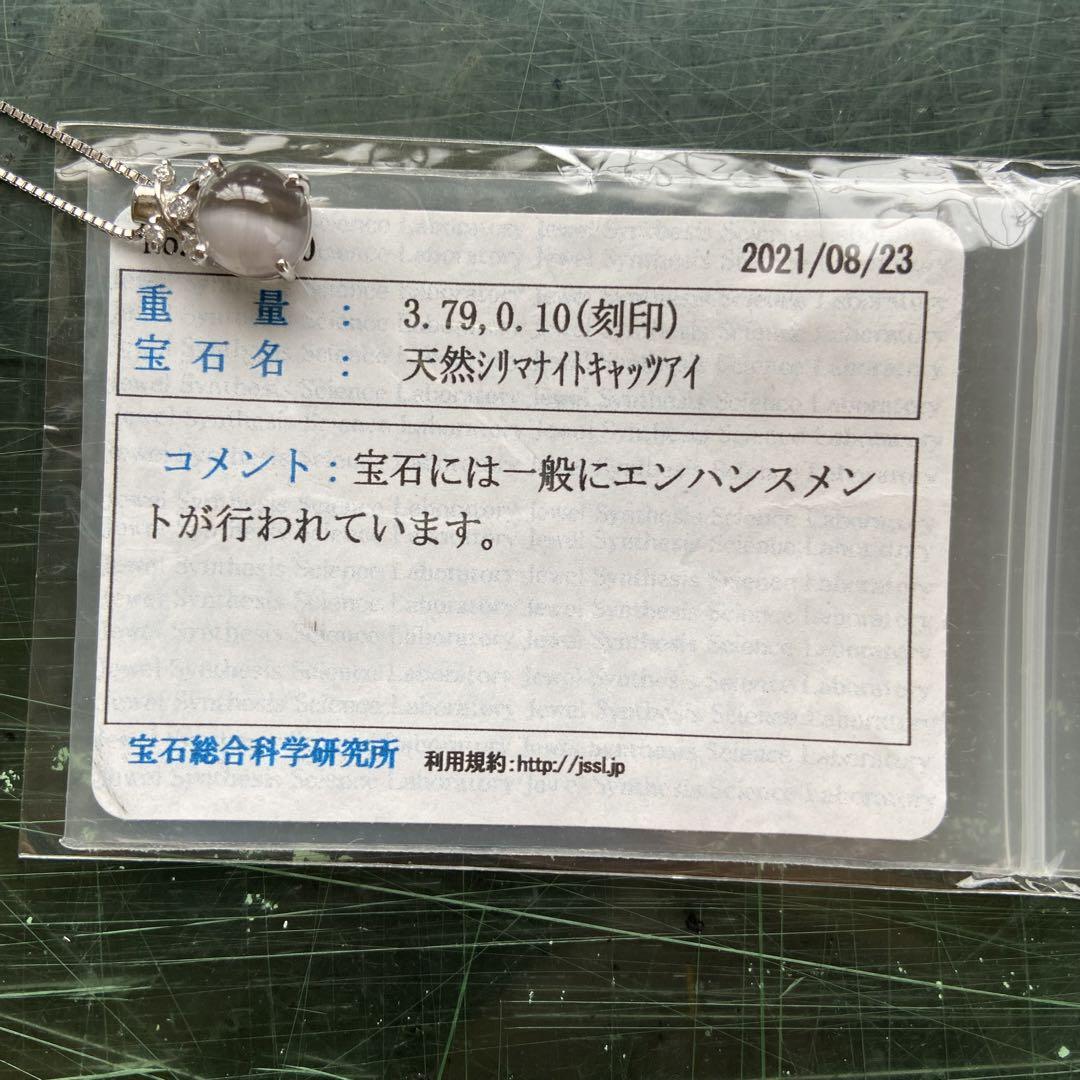 2021/08/23
重量: 3.79,0.10(刻印)
宝石名: 天然シリマナイトキャッツアイ
コメント:宝石には一般にエンハンスメン
トが行われています。
宝石総合科学研究所 利用規約:http://jssl.jp